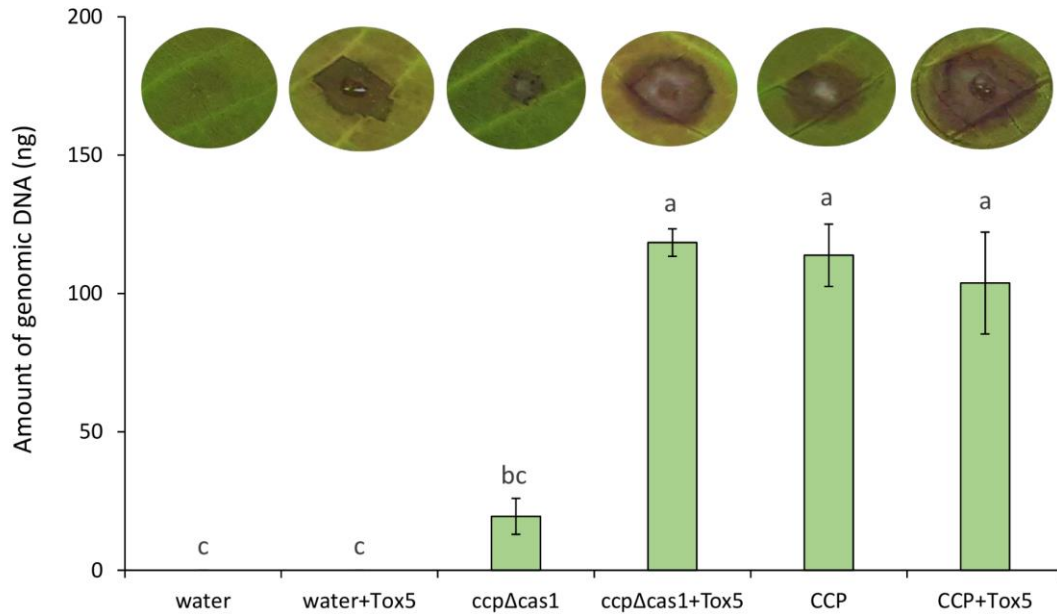 200
150
100
50
0
Amount of genomic DNA (ng)
c
c
bc
a
a
a
water
water+Tox5
ccpΔcas1
ccpΔcas1+Tox5
CCP
CCP+Tox5